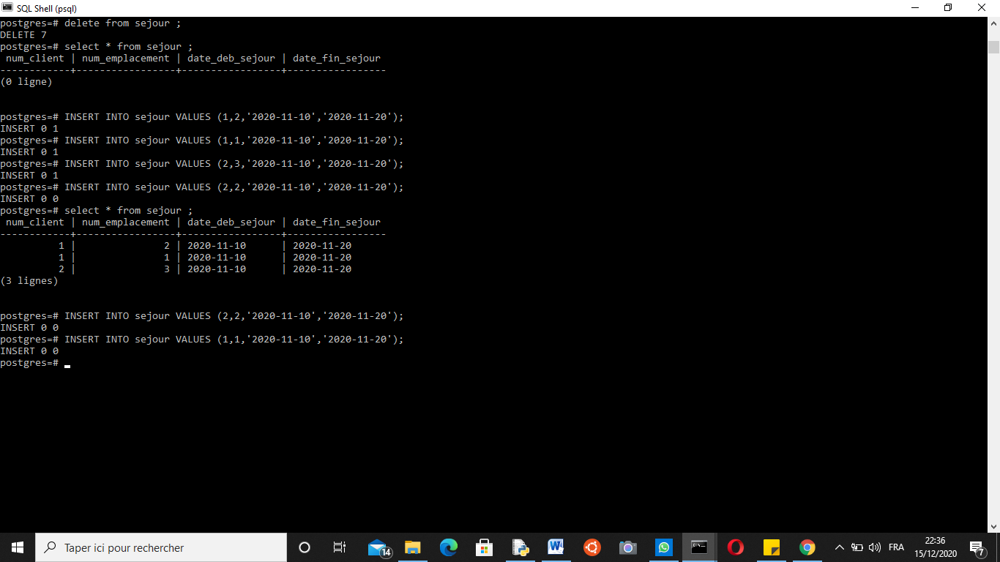 SQL Shell (psql)
postgres=# delete from sejour ;
DELETE 7
postgres=# select * from sejour ;
 num_client | num_emplacement | date_deb_sejour | date_fin_sejour
------------+-----------------+-----------------+-----------------
(0 ligne)
postgres=# INSERT INTO sejour VALUES (1,2,'2020-11-10','2020-11-20');
INSERT 0 1
postgres=# INSERT INTO sejour VALUES (1,1,'2020-11-10','2020-11-20');
INSERT 0 1
postgres=# INSERT INTO sejour VALUES (2,3,'2020-11-10','2020-11-20');
INSERT 0 1
postgres=# INSERT INTO sejour VALUES (2,2,'2020-11-10','2020-11-20');
INSERT 0 0
postgres=# select * from sejour ;
 num_client | num_emplacement | date_deb_sejour | date_fin_sejour
------------+-----------------+-----------------+-----------------
          1 |               2 | 2020-11-10      | 2020-11-20
          1 |               1 | 2020-11-10      | 2020-11-20
          2 |               3 | 2020-11-10      | 2020-11-20
(3 lignes)
postgres=# INSERT INTO sejour VALUES (2,2,'2020-11-10','2020-11-20');
INSERT 0 0
postgres=# INSERT INTO sejour VALUES (1,1,'2020-11-10','2020-11-20');
INSERT 0 0
postgres=#
Taper ici pour rechercher
14
FRA
22:36
15/12/2020
7